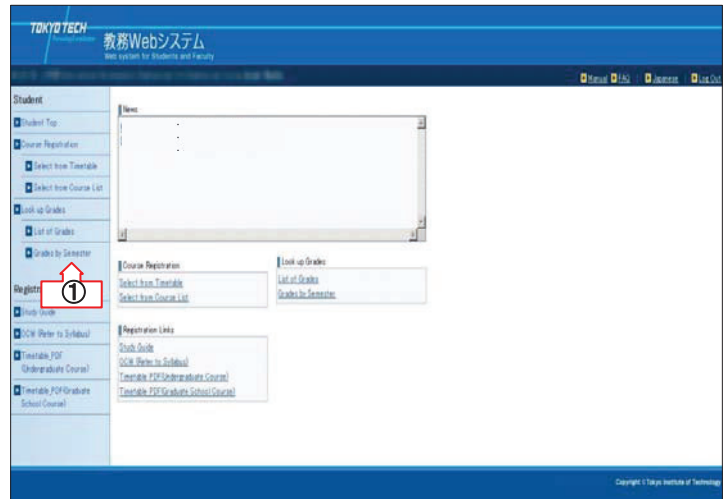 TOKYO TECH
Pursuing Excellence
教務Webシステム
Web system for Students and Faculty
Manual FAQ Japanese Log Out
Student
Student Top
Course Registration
Select from Timetable
Select from Course List
Look up Grades
List of Grades
Grades by Semester
①
Study Guide
OCW (Refer to Syllabus)
Timetable_PDF
(Undergraduate Course)
Timetable_PDF(Graduate
School Course)
News
Course Registration
Select from Timetable
Select from Course List
Look up Grades
List of Grades
Grades by Semester
Registration Links
Study Guide
OCW (Refer to Syllabus)
Timetable PDF(Undergraduate Course)
Timetable PDF(Graduate School Course)
Copyright © Tokyo Institute of Technology